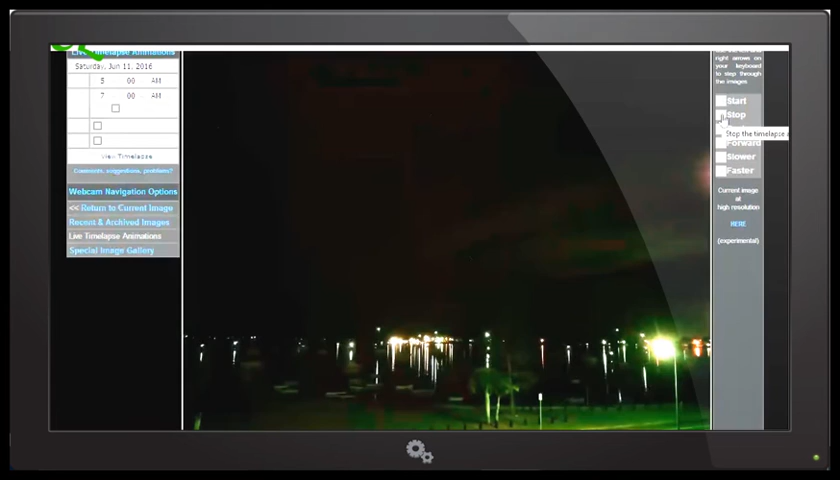 Live Timelapse Animations
Saturday, Jun 11, 2016
5 00 AM
7 00 AM
View Timelapse
Comments, suggestions, problems?
Webcam Navigation Options
<< Return to Current Image
Recent & Archived Images
Live Timelapse Animations
Special Image Gallery
right arrows on
your keyboard
to step through
the images
Start
Stop
Stop the timelapse
Forward
Slower
Faster
Current image
at
high resolution
HERE
(experimental)